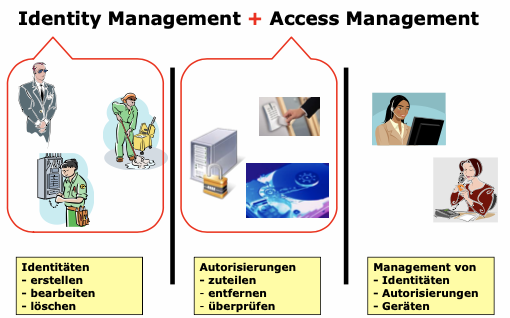 Identity Management + Access Management
Identitäten
- erstellen
- bearbeiten
- löschen
Autorisierungen
- zuteilen
- entfernen
- überprüfen
Management von
- Identitäten
- Autorisierungen
- Geräten